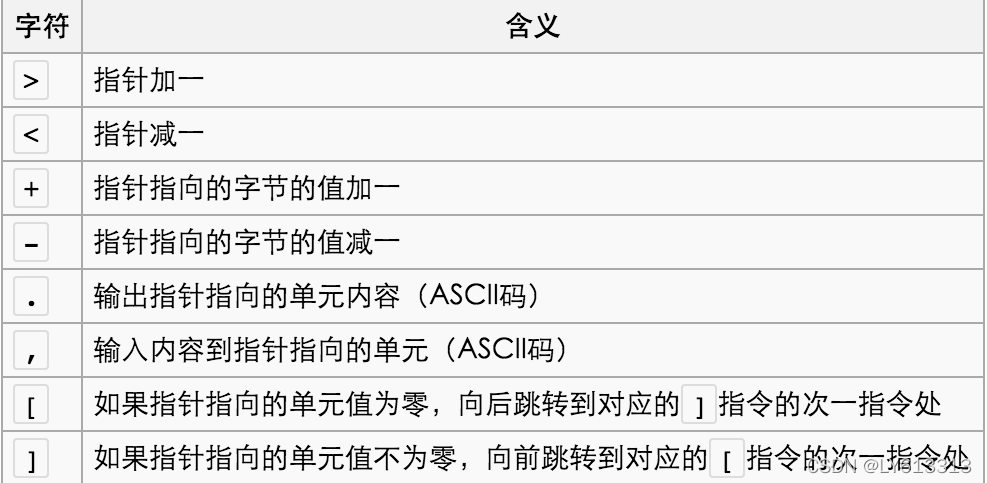 字符 含义
> 指针加一
< 指针减一
+ 指针指向的字节的值加一
- 指针指向的字节的值减一
. 输出指针指向的单元内容（ASCII码）
, 输入内容到指针指向的单元（ASCII码）
[ 如果指针指向的单元值为零，向后跳转到对应的 ] 指令的次一指令处
] 如果指针指向的单元值不为零，向前跳转到对应的 [ 指令的次一指令处